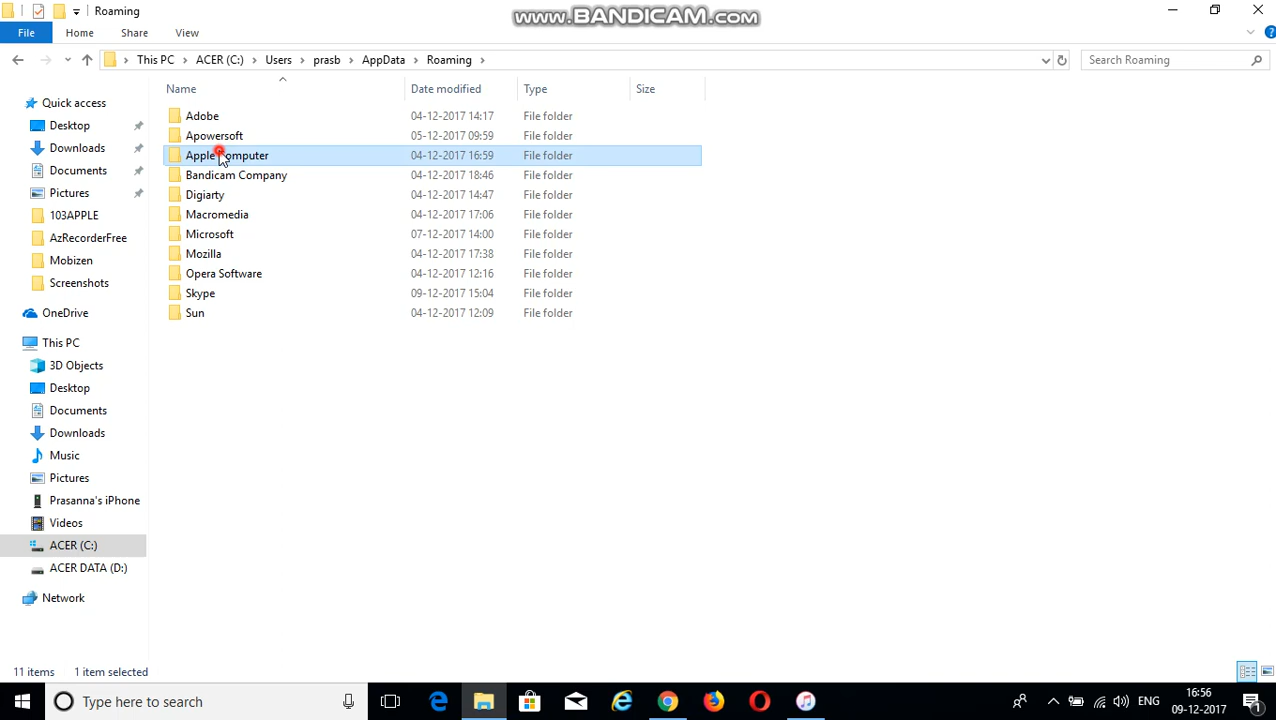 Roaming
www.BANDICAM.com
File Home Share View
This PC ACER (C:) Users prasb AppData Roaming
Search Roaming
Name Date modified Type Size
Quick access
Desktop
Downloads
Documents
Pictures
103APPLE
AzRecorderFree
Mobizen
Screenshots
OneDrive
This PC
3D Objects
Desktop
Documents
Downloads
Music
Pictures
Prasanna's iPhone
Videos
ACER (C:)
ACER DATA (D:)
Network
Adobe 04-12-2017 14:17 File folder
Apowersoft 05-12-2017 09:59 File folder
Apple Computer 04-12-2017 16:59 File folder
Bandicam Company 04-12-2017 18:46 File folder
Digiarty 04-12-2017 14:47 File folder
Macromedia 04-12-2017 17:06 File folder
Microsoft 07-12-2017 14:00 File folder
Mozilla 04-12-2017 17:38 File folder
Opera Software 04-12-2017 12:16 File folder
Skype 09-12-2017 15:04 File folder
Sun 04-12-2017 12:09 File folder
11 items 1 item selected
Type here to search
ENG
16:56
09-12-2017
1